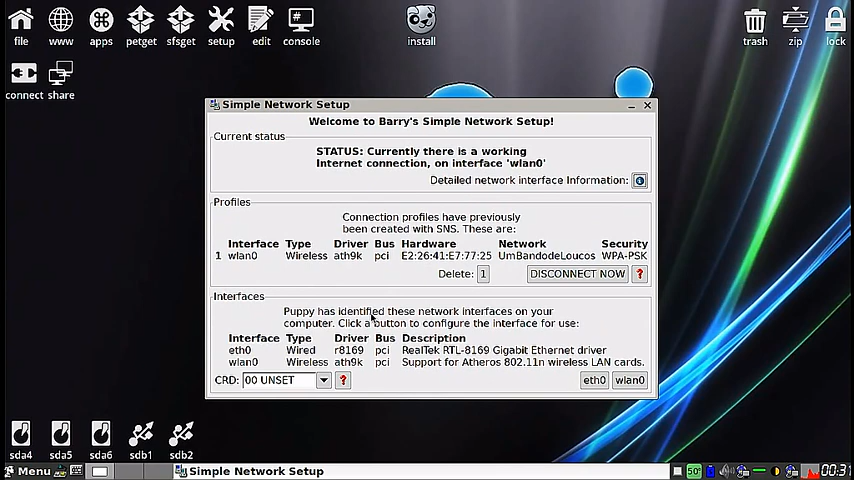 file www apps petget sfsget setup edit console install trash zip lock
connect share
Simple Network Setup
Welcome to Barry's Simple Network Setup!
Current status
STATUS: Currently there is a working
Internet connection, on interface 'wlan0'
Detailed network interface Information:
Profiles
Connection profiles have previously
been created with SNS. These are:
Interface Type Driver Bus Hardware Network Security
1 wlan0 Wireless ath9k pci E2:26:41:E7:77:25 UmBandodeLoucos WPA-PSK
Delete: 1 DISCONNECT NOW ?
Interfaces
Puppy has identified these network interfaces on your
computer. Click a button to configure the interface for use:
Interface Type Driver Bus Description
eth0 Wired r8169 pci RealTek RTL-8169 Gigabit Ethernet driver
wlan0 Wireless ath9k pci Support for Atheros 802.11n wireless LAN cards.
CRD: 00 UNSET ? eth0 wlan0
sda4 sda5 sda6 sdb1 sdb2
Menu Simple Network Setup 50° 00:31